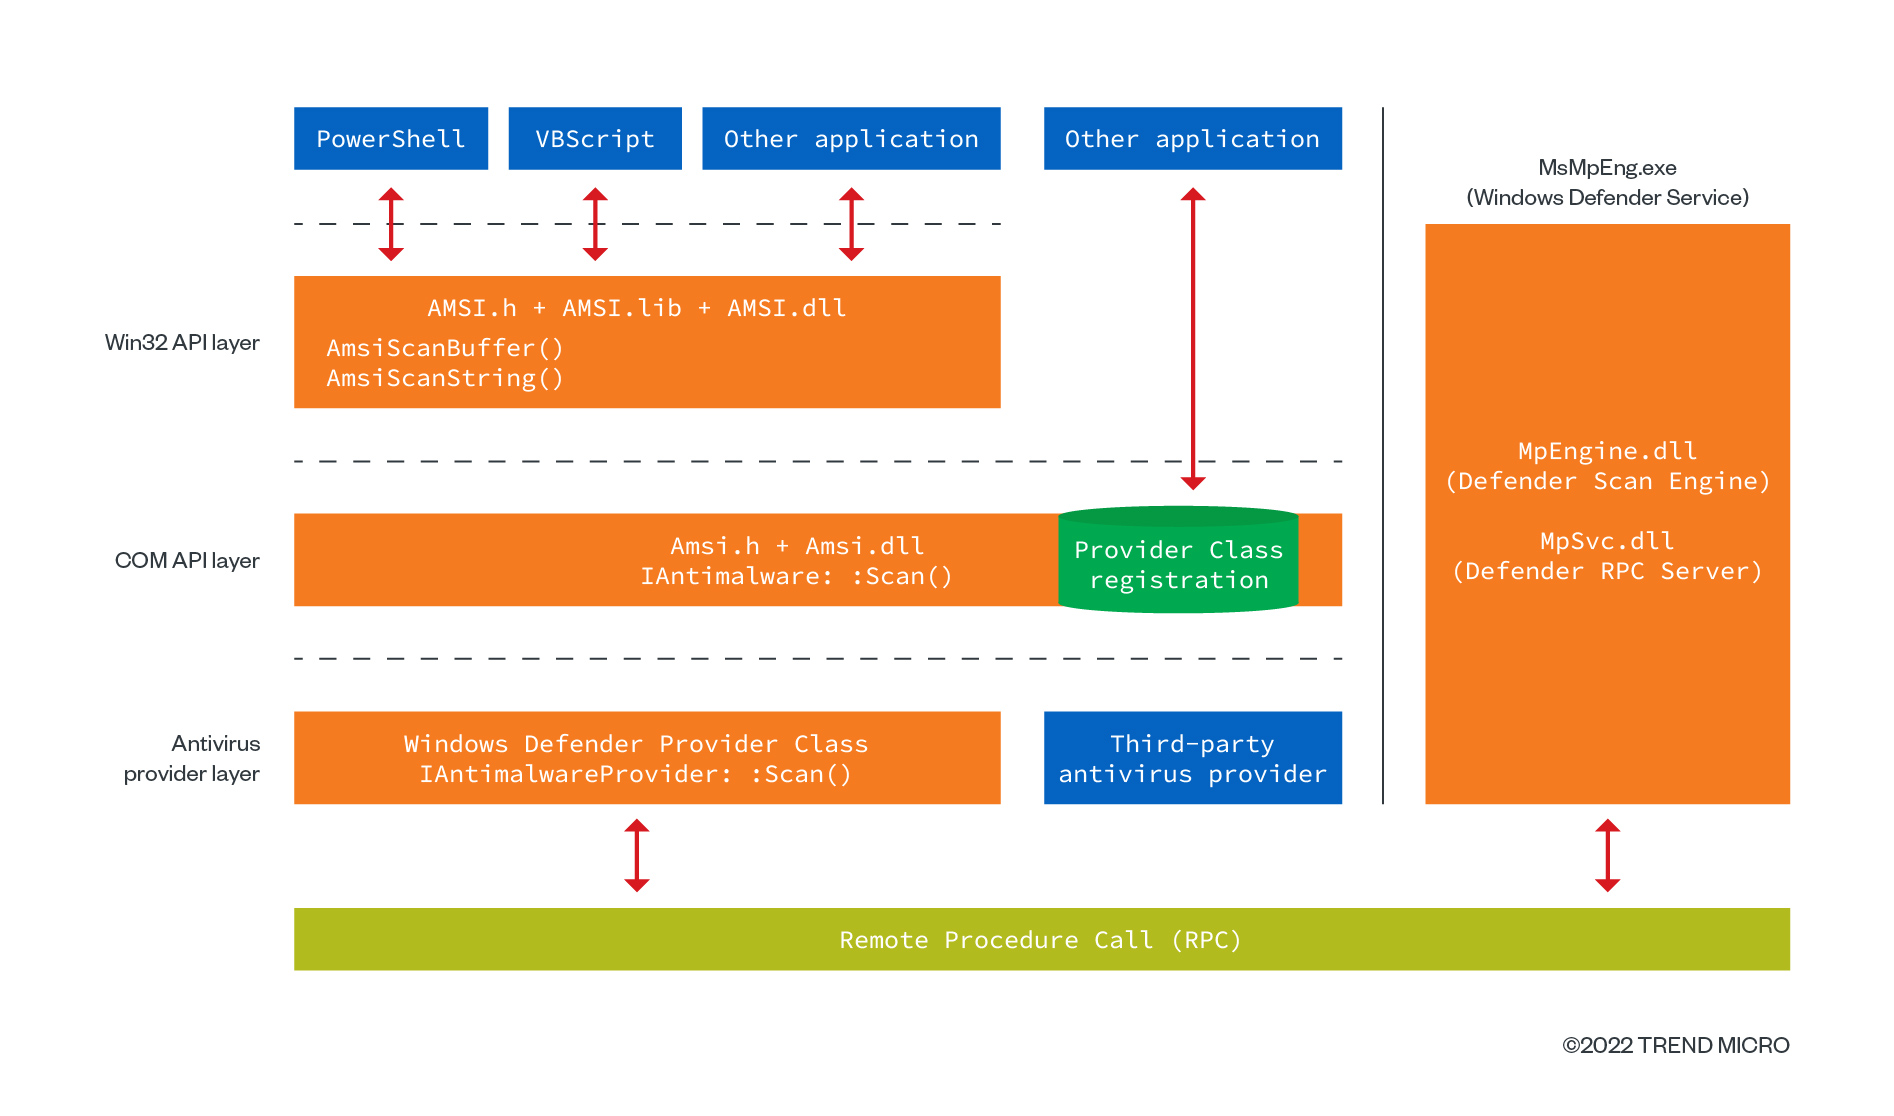 PowerShell
VBScript
Other application
Other application
MsMpEng.exe
(Windows Defender Service)
Win32 API layer
AMSI.h + AMSI.lib + AMSI.dll
AmsiScanBuffer()
AmsiScanString()
MpEngine.dll
(Defender Scan Engine)
MpSvc.dll
(Defender RPC Server)
COM API layer
Amsi.h + Amsi.dll
IAntimalware: :Scan()
Provider Class
registration
Antivirus
provider layer
Windows Defender Provider Class
IAntimalwareProvider: :Scan()
Third-party
antivirus provider
Remote Procedure Call (RPC)
©2022 TREND MICRO